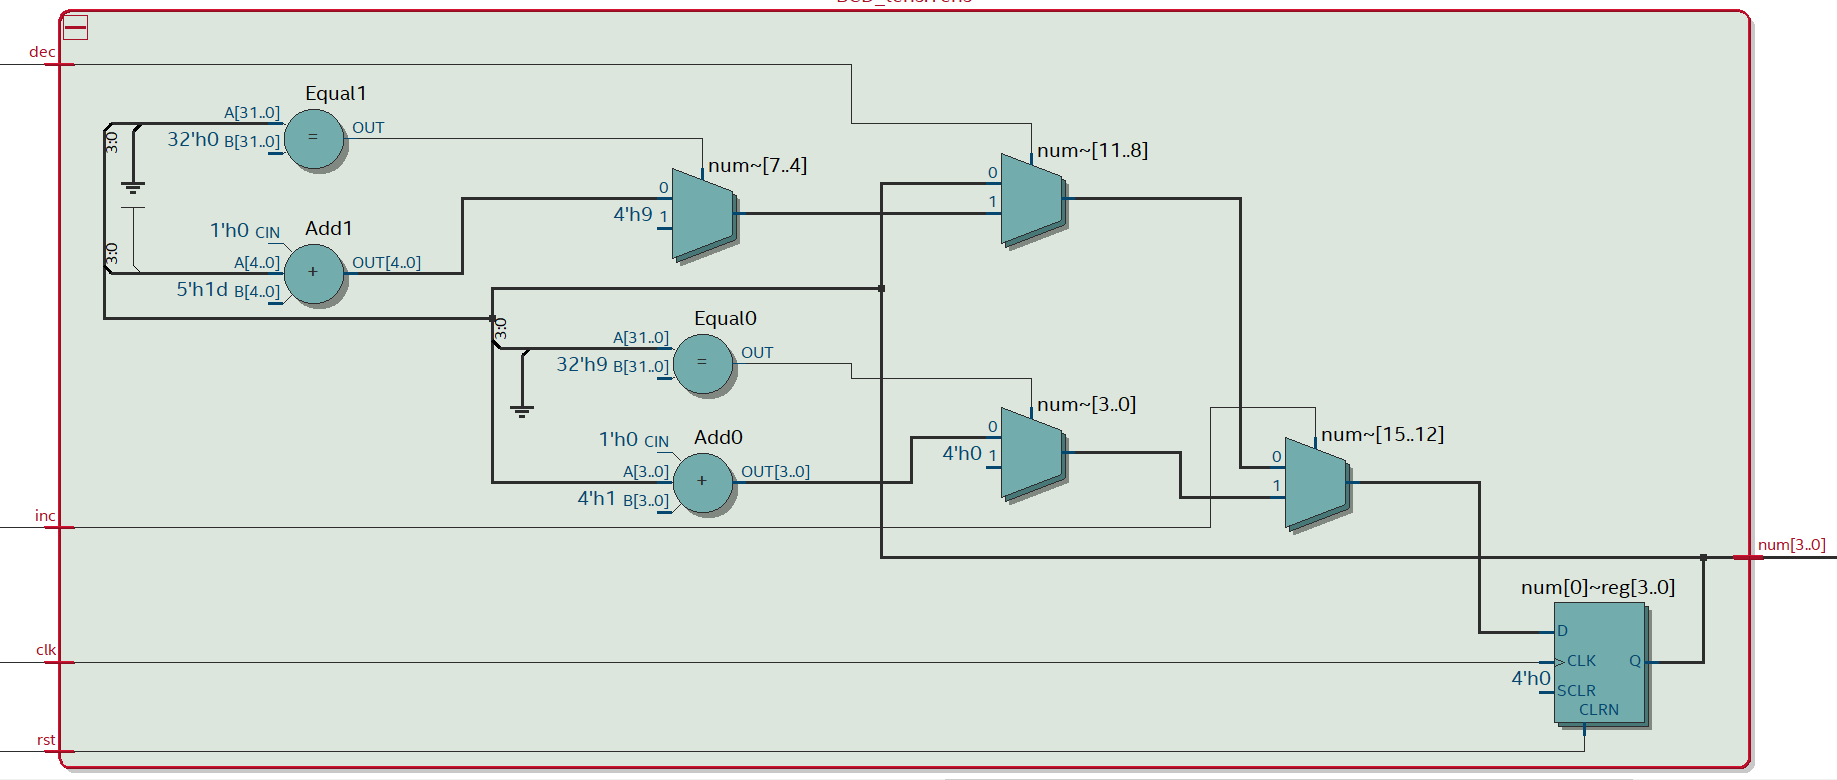 dec
Equal1
A[31..0]
32'h0 B[31..0]
=
OUT
3:0
num~[7..4]
0
4'h9 1
num~[11..8]
0
1
Add1
1'h0 CIN
3:0
A[4..0]
+
OUT[4..0]
5'h1d B[4..0]
Equal0
3:0
A[31..0]
32'h9 B[31..0]
=
OUT
num~[3..0]
0
4'h0 1
Add0
1'h0 CIN
A[3..0]
+
OUT[3..0]
4'h1 B[3..0]
num~[15..12]
0
1
inc
num[3..0]
num[0]~reg[3..0]
D
clk
CLK
Q
4'h0
SCLR
CLRN
rst